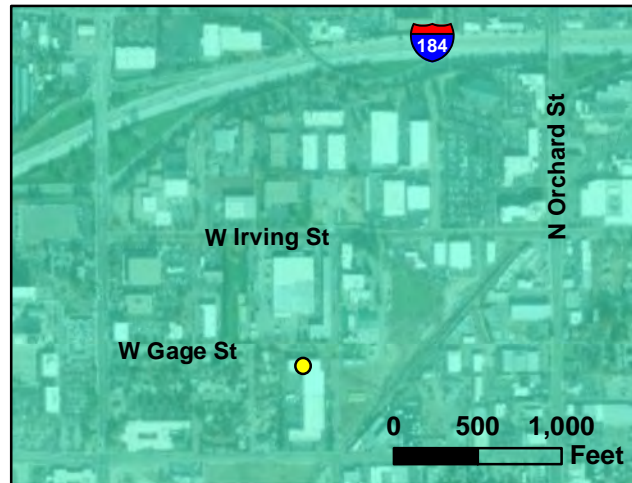 184
N Orchard St
W Irving St
W Gage St
0 500 1,000
Feet